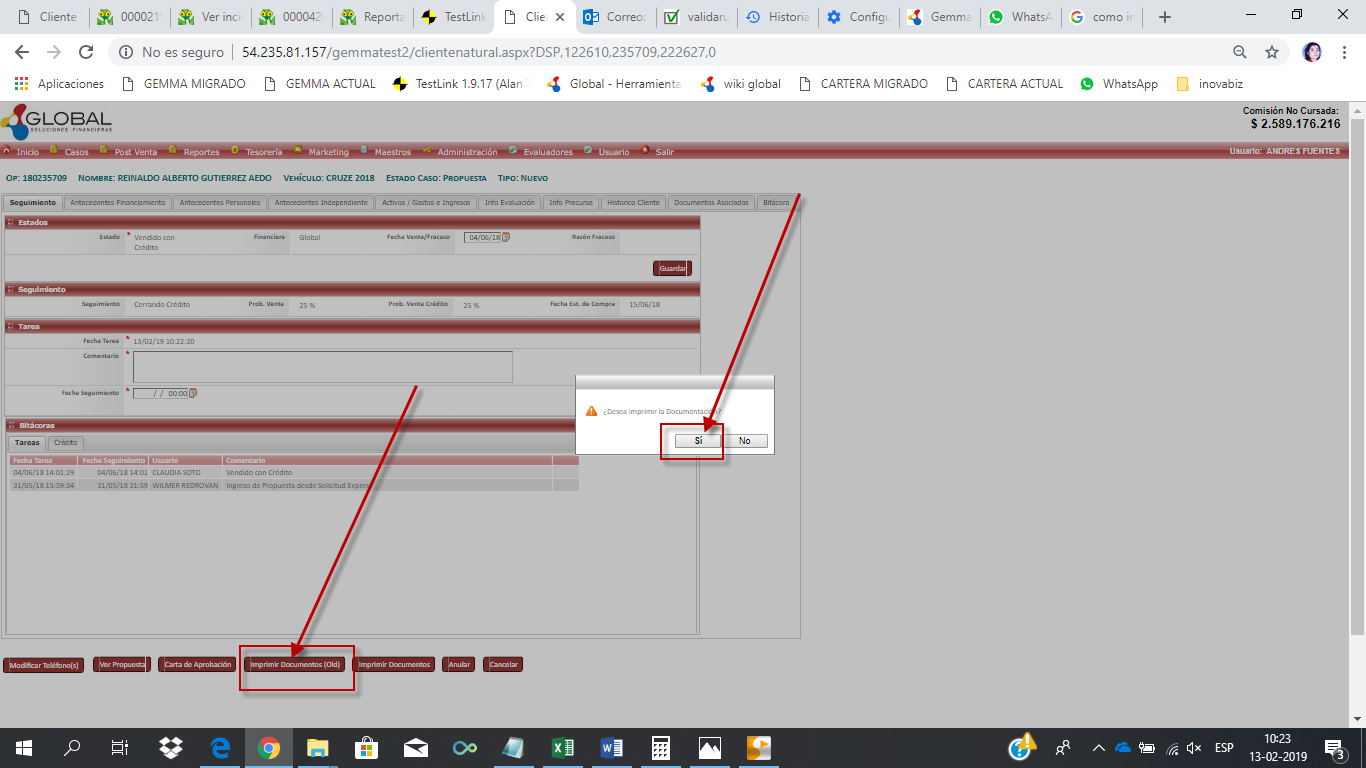 Cliente
0000219
Ver inci
0000429
Reporta
TestLink
Clie
Correo:
validaru
Historia
Configu
Gemma
WhatsA
como ir
No es seguro
54.235.81.157/gemmatest2/clientenatural.aspx?DSP,122610,235709,222627,0
Aplicaciones
GEMMA MIGRADO
GEMMA ACTUAL
TestLink 1.9.17 (Alan
Global - Herramienta
wiki global
CARTERA MIGRADO
CARTERA ACTUAL
WhatsApp
inovabiz
GLOBAL
SOLUCIONES FINANCIERAS
Comisión No Cursada:
$ 2.589.176.216
Inicio
Casos
Post Venta
Reportes
Tesorería
Marketing
Maestros
Administración
Evaluadores
Usuario
Salir
Usuario: ANDRES FUENTES
Op: 180235709 Nombre: REINALDO ALBERTO GUTIERREZ AEDO Vehículo: CRUZE 2018 Estado Caso: Propuesta Tipo: Nuevo
Seguimiento
Antecedentes Financiamiento
Antecedentes Personales
Antecedentes Independiente
Activos / Gastos e Ingresos
Info Evaluación
Info Precurse
Historico Cliente
Documentos Asociados
Bitácora
Estados
Estado * Vendido con Crédito
Financiera Global
Fecha Venta/Fracaso 04/06/18
Razón Fracaso
Guardar
Seguimiento
Seguimiento Cerrando Crédito
Prob. Venta 25 %
Prob. Venta Crédito 25 %
Fecha Est. de Compra 15/06/18
Tarea
Fecha Tarea * 13/02/19 10:22:20
Comentario *
Fecha Seguimiento * / / 00:00
¿Desea imprimir la Documentación?
Si
No
Bitácoras
Tareas
Crédito
Fecha Tarea Fecha Seguimiento Usuario Comentario
04/06/18 14:01:29 04/06/18 14:01 CLAUDIA SOTO Vendido con Crédito
31/05/18 15:59:34 31/05/18 21:59 WILMER REDROVAN Ingreso de Propuesta desde Solicitud Express
Modificar Teléfono(s)
Ver Propuesta
Carta de Aprobación
Imprimir Documentos (Old)
Imprimir Documentos
Anular
Cancelar
ESP
10:23
13-02-2019
3